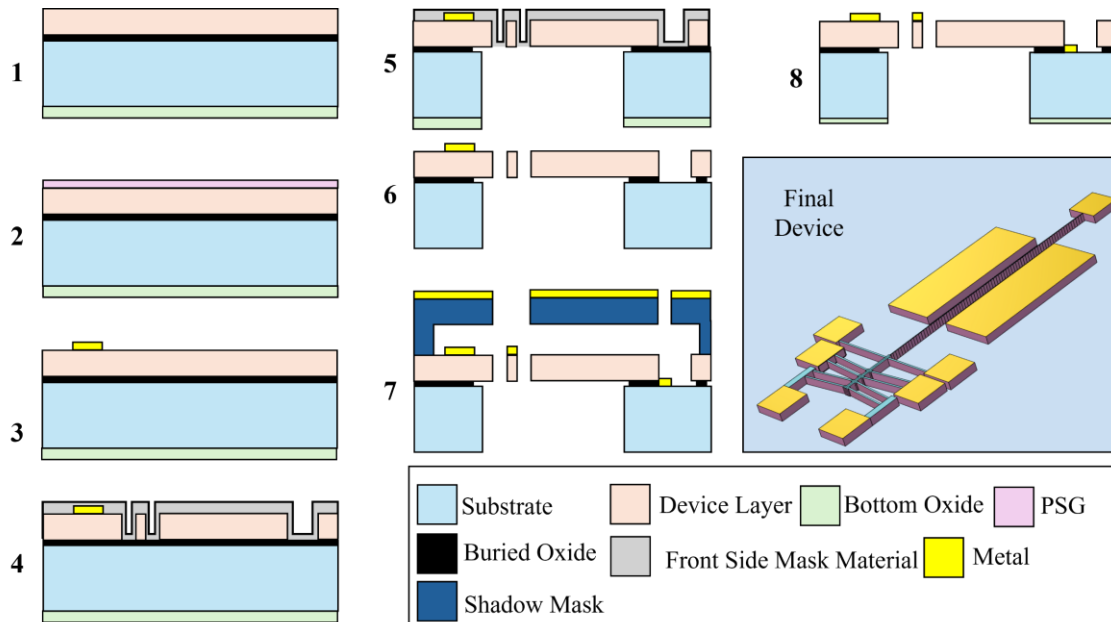 1
2
3
4
5
6
7
8
Final
Device
Substrate
Device Layer
Bottom Oxide
PSG
Buried Oxide
Front Side Mask Material
Metal
Shadow Mask